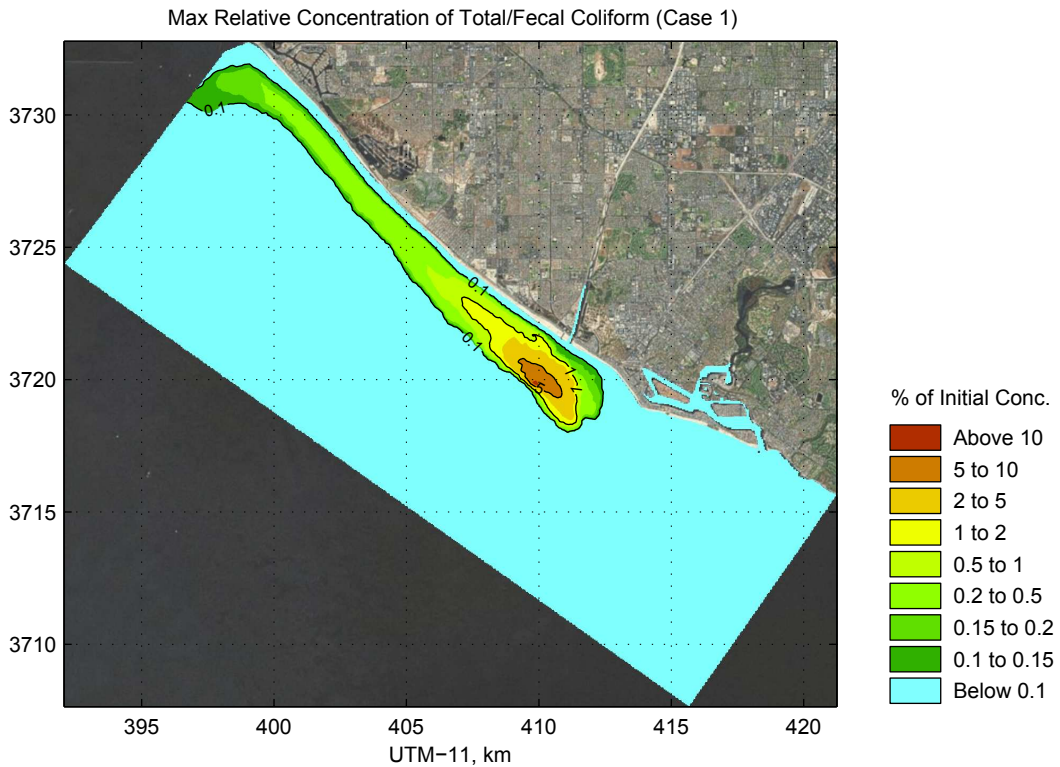 Max Relative Concentration of Total/Fecal Coliform (Case 1)
3730
3725
3720
3715
3710
0.1
0.1
0.1
1
1
5
395
400
405
410
415
420
UTM−11, km
% of Initial Conc.
Above 10
5 to 10
2 to 5
1 to 2
0.5 to 1
0.2 to 0.5
0.15 to 0.2
0.1 to 0.15
Below 0.1